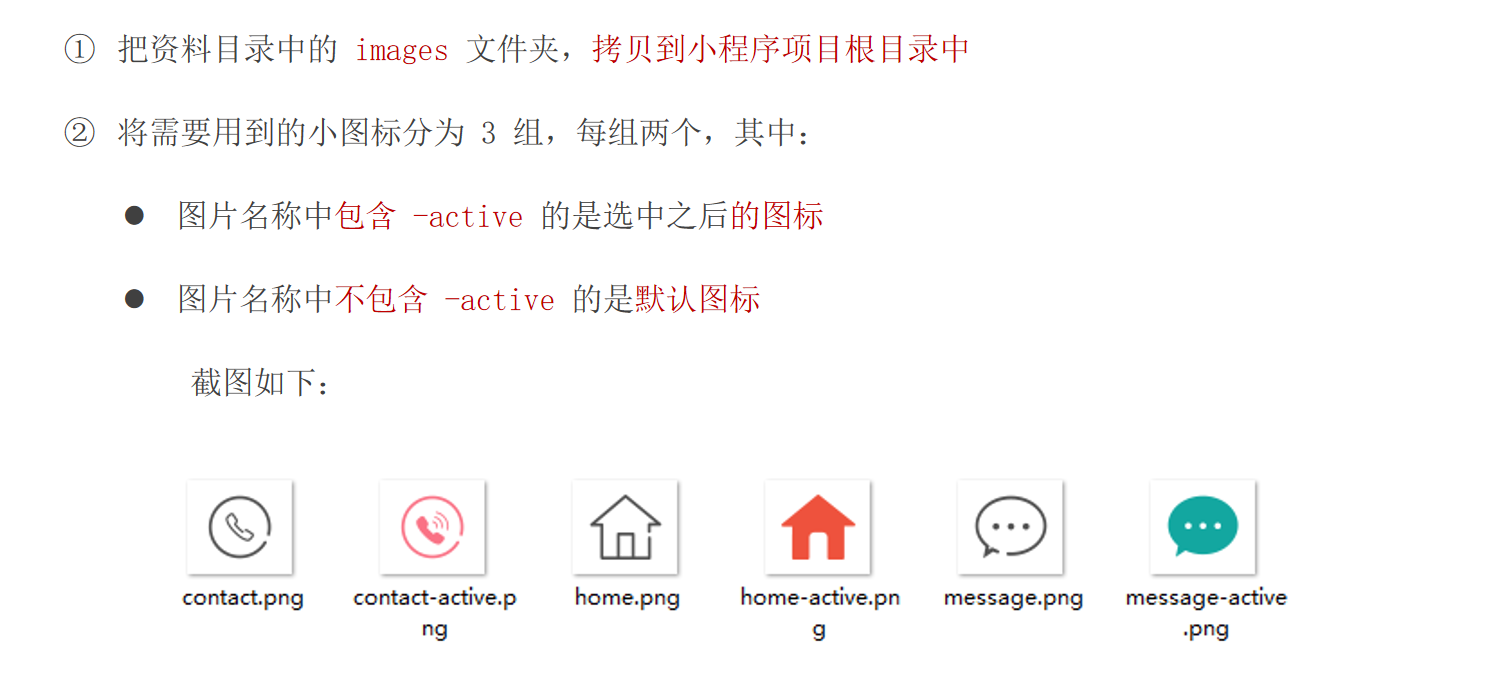 ① 把资料目录中的 images 文件夹，拷贝到小程序项目根目录中
② 将需要用到的小图标分为 3 组，每组两个，其中：
● 图片名称中包含 -active 的是选中之后的图标
● 图片名称中不包含 -active 的是默认图标
截图如下：
contact.png
contact-active.p
ng
home.png
home-active.pn
g
message.png
message-active
.png